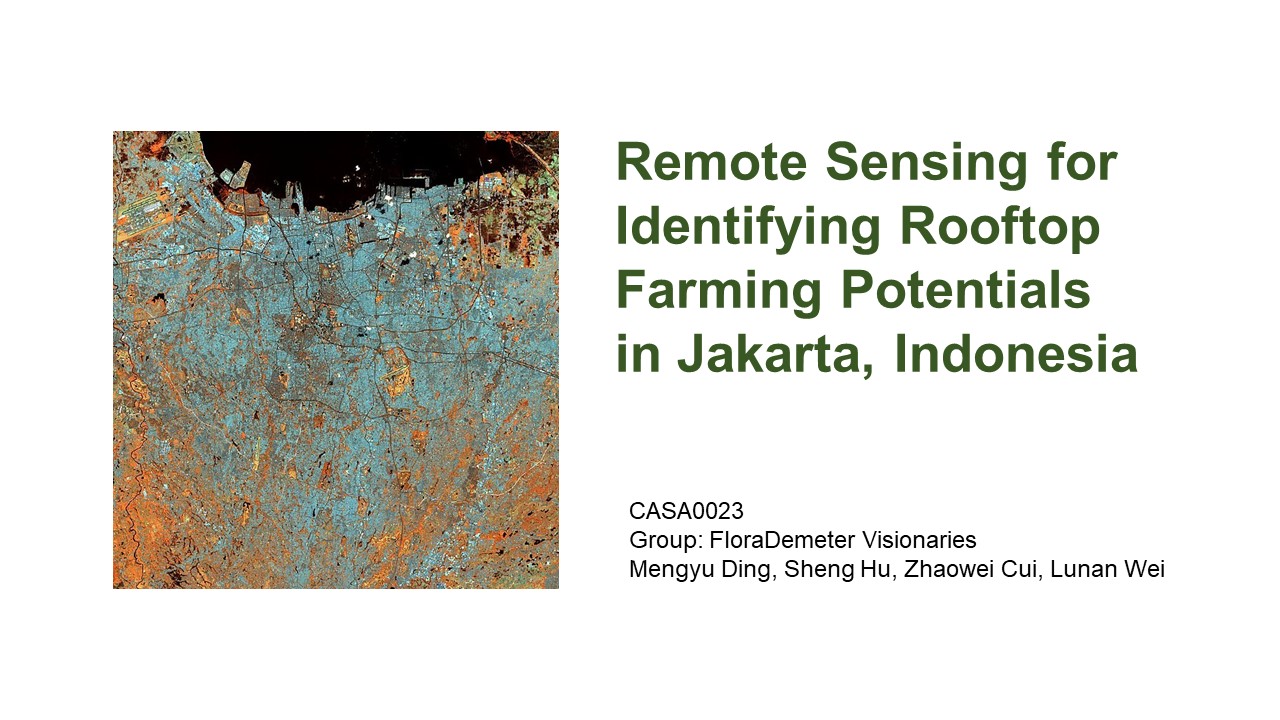 Remote Sensing for
Identifying Rooftop
Farming Potentials
in Jakarta, Indonesia
CASA0023
Group: FloraDemeter Visionaries
Mengyu Ding, Sheng Hu, Zhaowei Cui, Lunan Wei